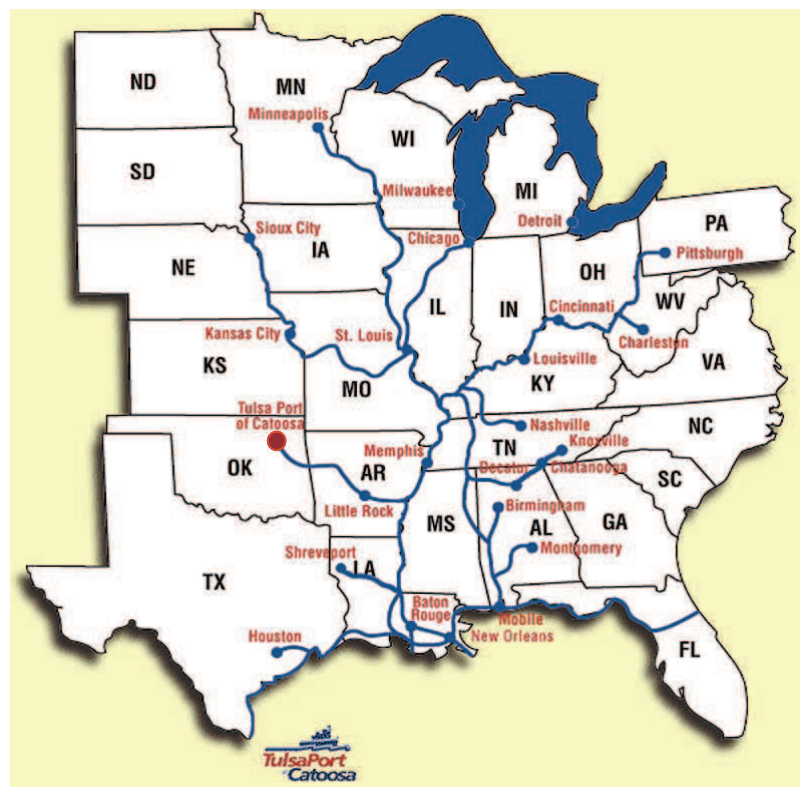 ND
MN
Minneapolis
WI
SD
MI
Milwaukee
Detroit
PA
Sioux City
Chicago
IA
Pittsburgh
NE
OH
IL
IN
Cincinnati
WV
Kansas City
St. Louis
Charleston
Louisville
VA
KS
KY
MO
Tulsa Port
of Catoosa
Nashville
NC
Knoxville
TN
Memphis
OK
AR
Decatur
Chatanooga
SC
Little Rock
Birmingham
MS
AL
GA
Shreveport
LA
Montgomery
TX
Baton
Rouge
Mobile
Houston
New Orleans
FL
TulsaPort
Catoosa